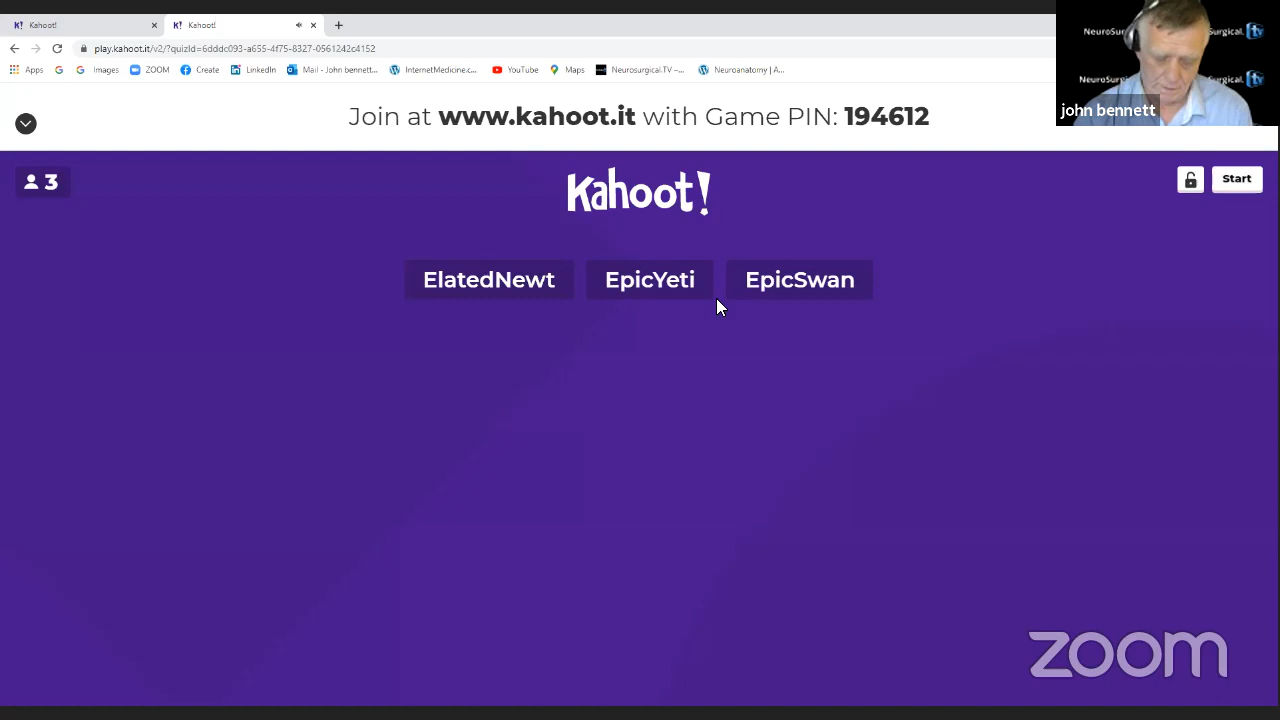 Kahoot!
Kahoot!
play.kahoot.it/v2/?quizId=6dddc093-a655-4f75-8327-0561242c4152
Apps Images ZOOM Create LinkedIn Mail - John bennett... InternetMedicine.c... YouTube Maps Neurosurgical.TV –... Neuroanatomy | A...
john bennett
Join at www.kahoot.it with Game PIN: 194612
3
Kahoot!
Start
ElatedNewt EpicYeti EpicSwan
zoom